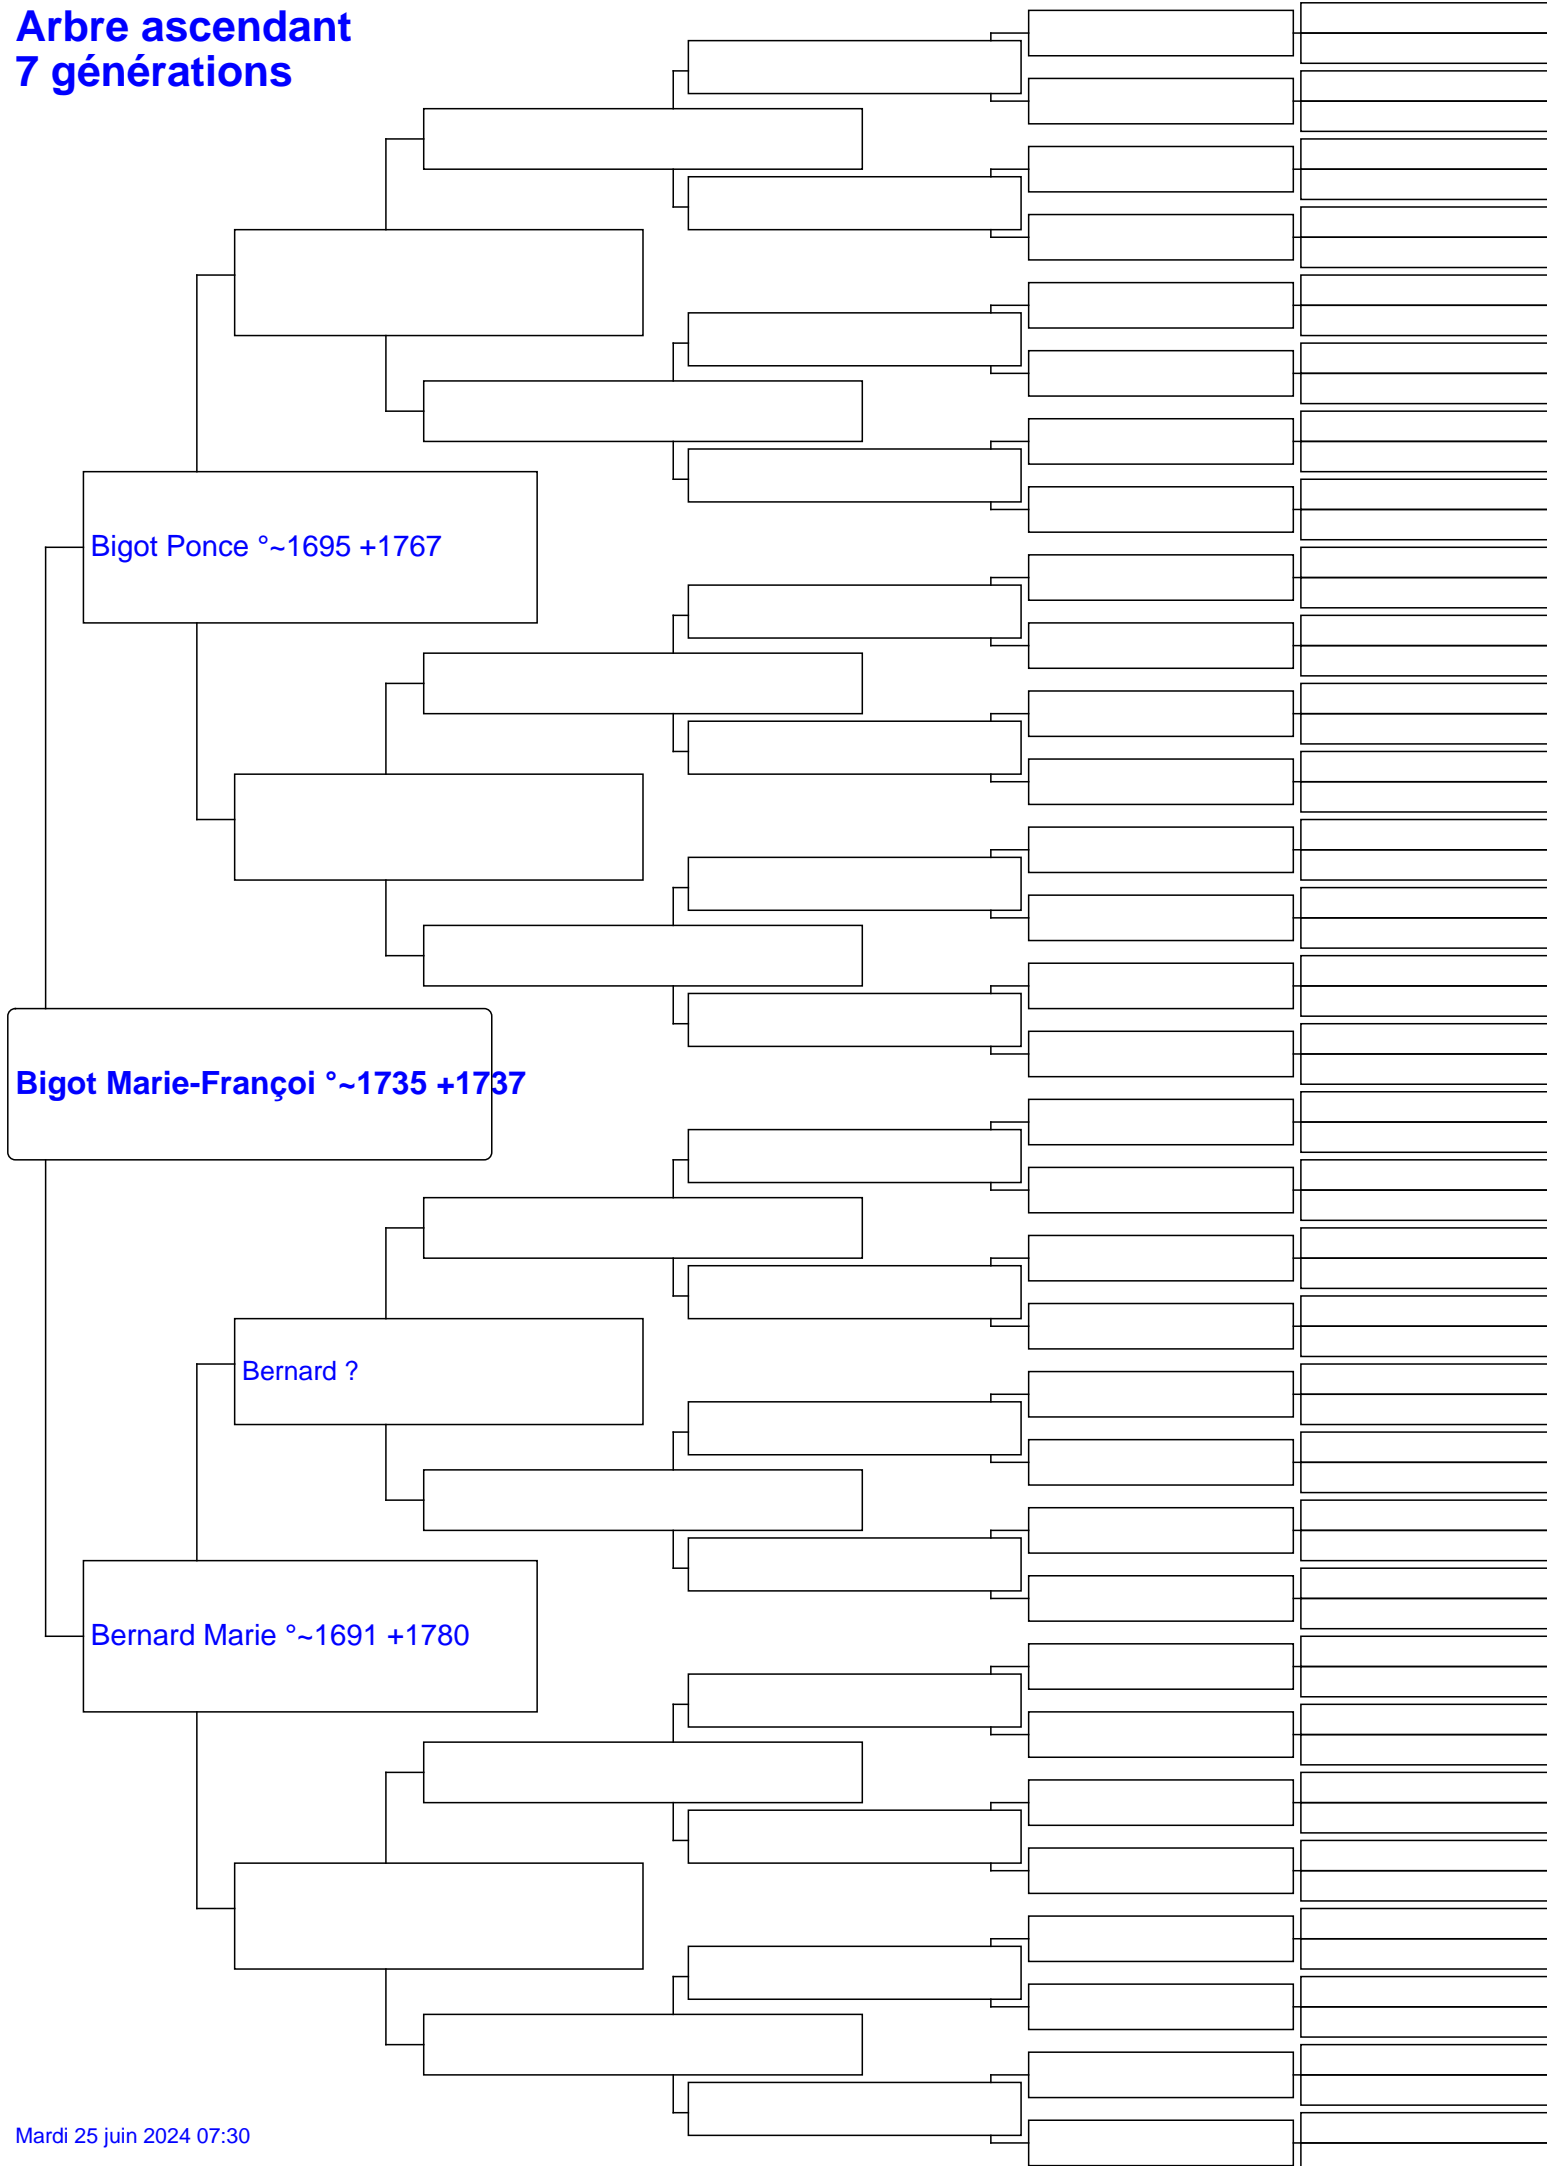 Arbre ascendant
7 générations
Bigot Ponce °~1695 +1767
Bigot Marie-Françoi °~1735 +1737
Bernard ?
Bernard Marie °~1691 +1780
Mardi 25 juin 2024 07:30